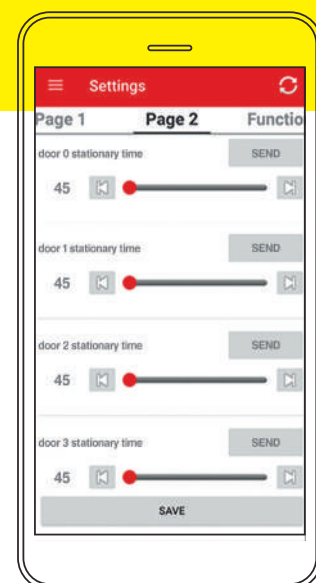 Settings
Page 1 Page 2 Functio
door 0 stationary time SEND
45
door 1 stationary time SEND
45
door 2 stationary time SEND
45
door 3 stationary time SEND
45
SAVE